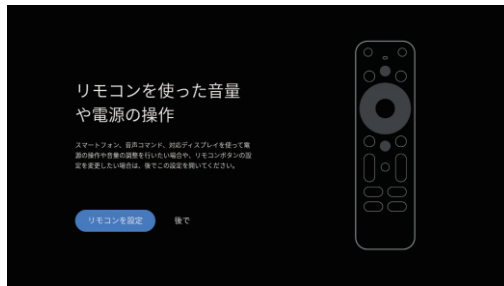 リモコンを使った音量
や電源の操作
スマートフォン、音声コマンド、対応ディスプレイを使って電
源の操作や音量の調整を行いたい場合や、リモコンボタンの設
定を変更したい場合は、後でこの設定を開いてください。
リモコンを設定
後で